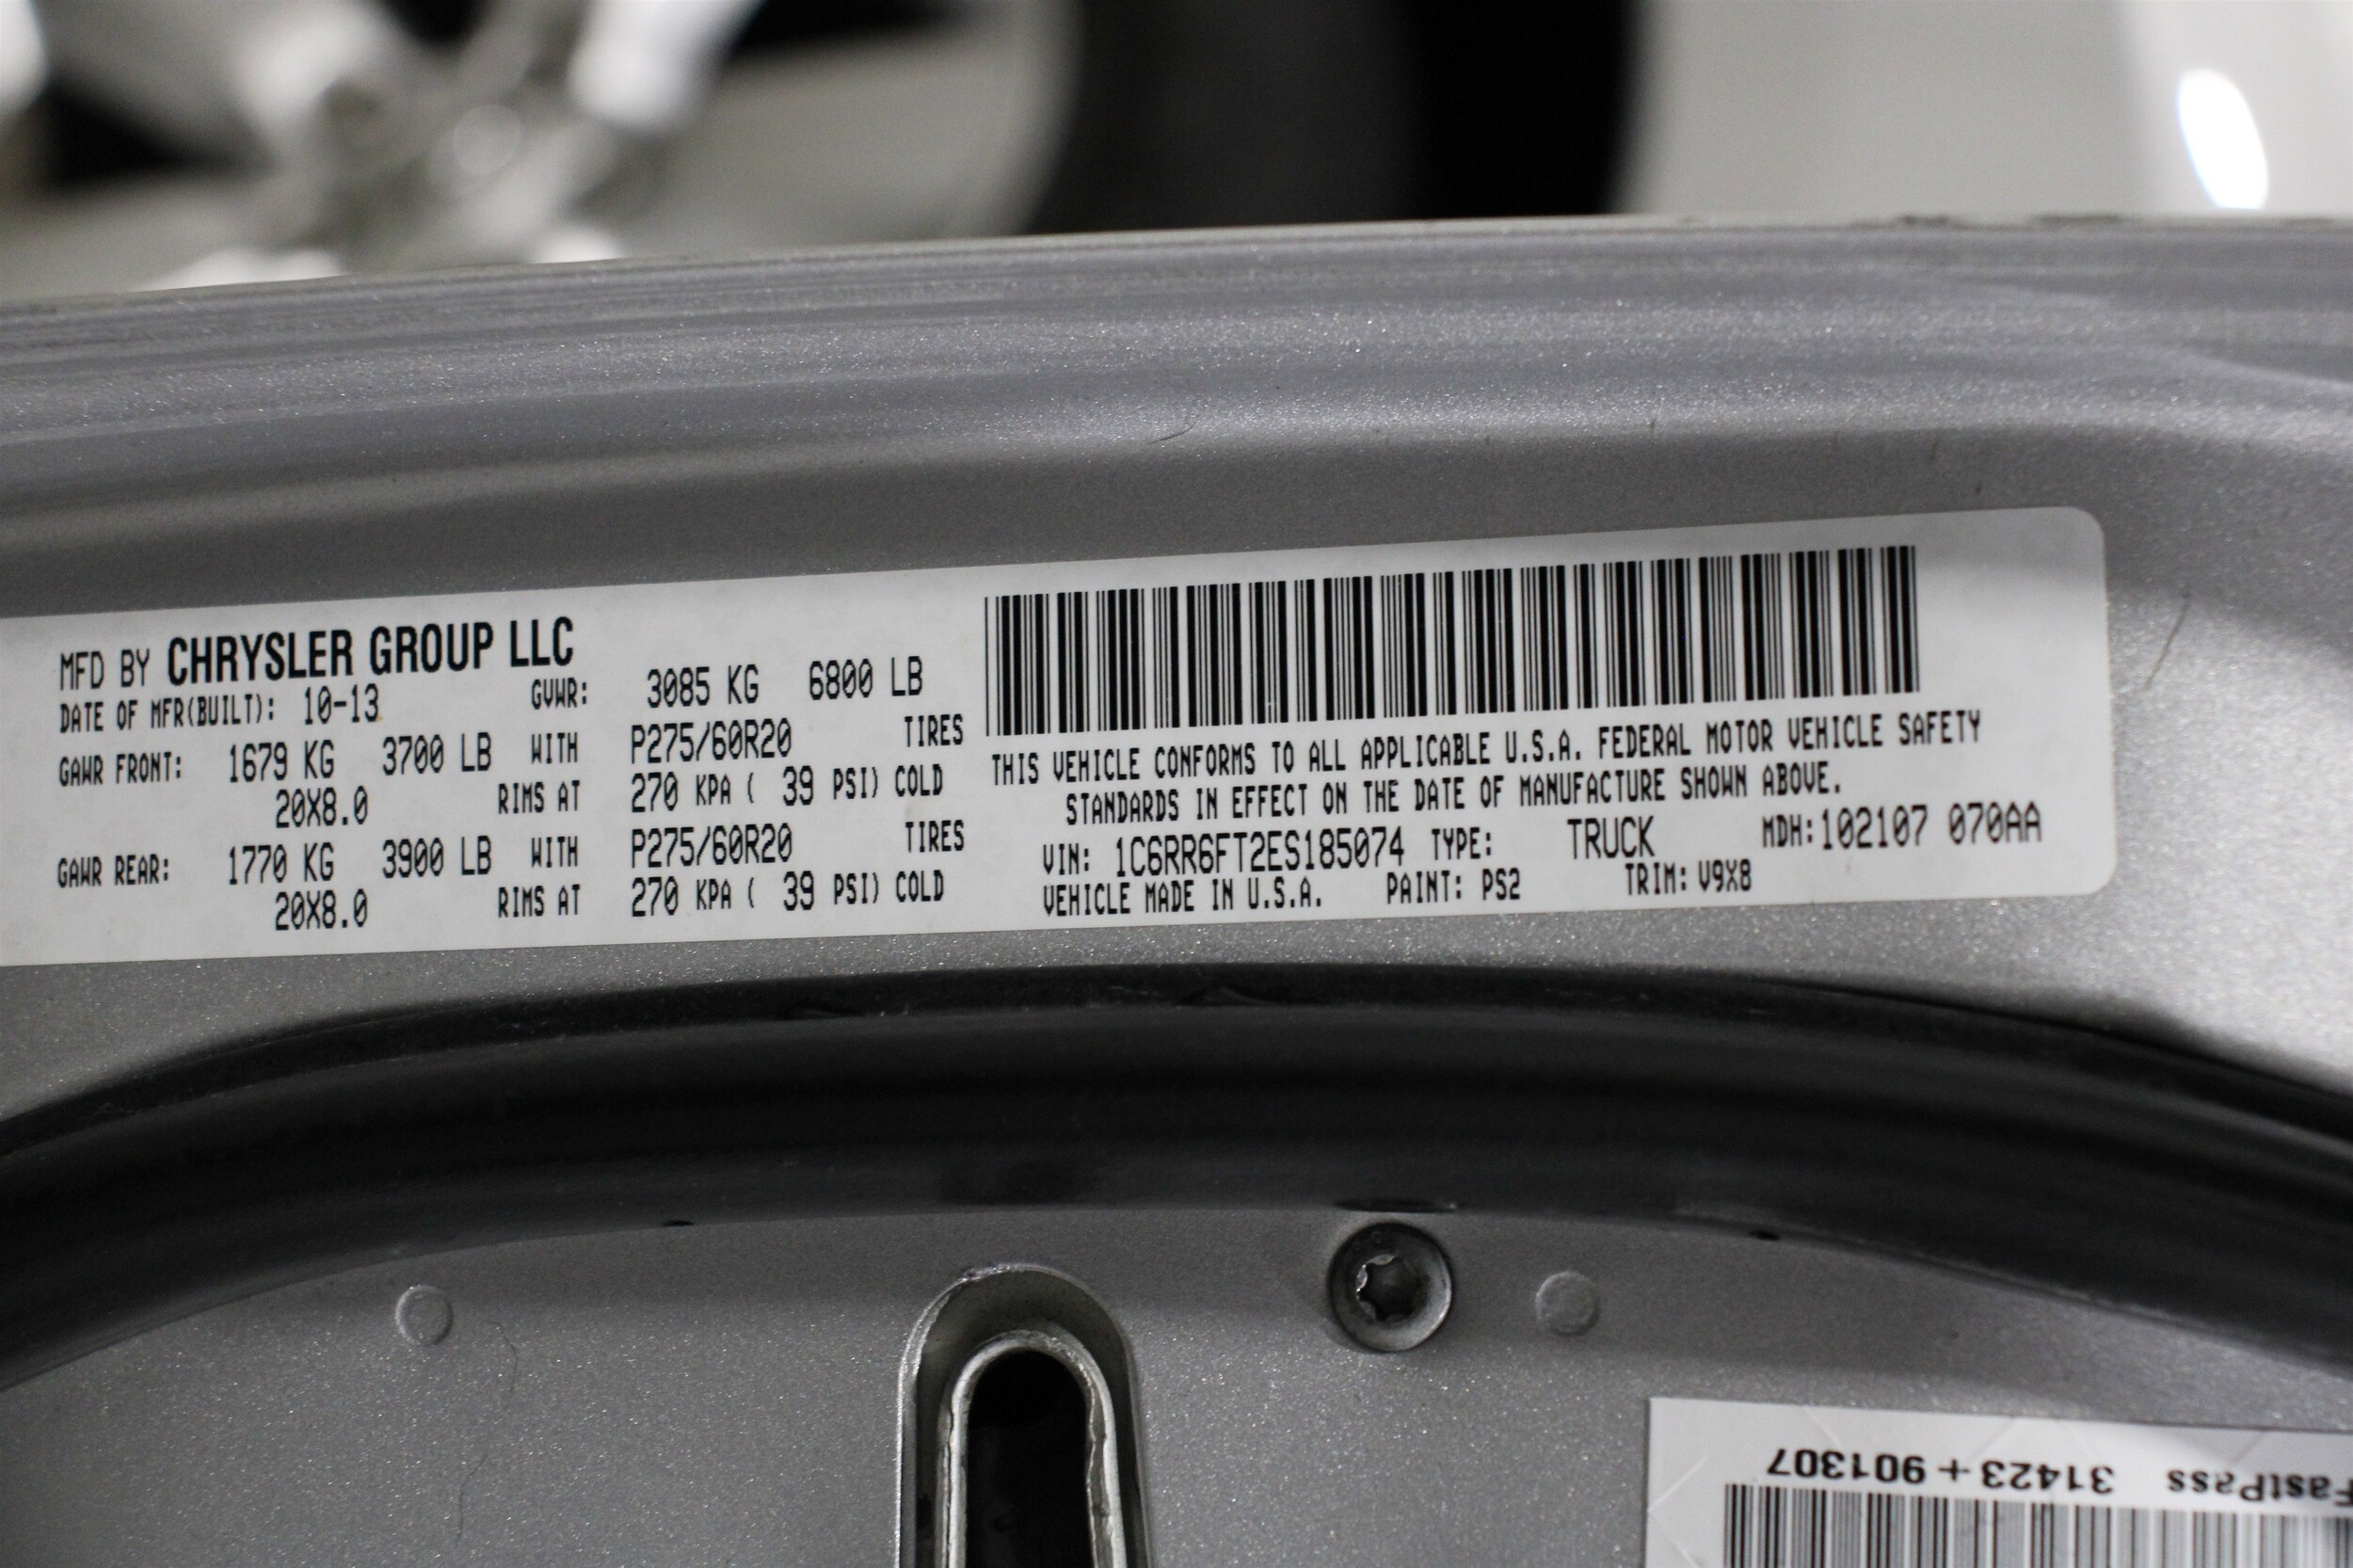 MFD BY CHRYSLER GROUP LLC
DATE OF MFR(BUILT): 10-13 GVWR: 3085 KG 6800 LB
GAWR FRONT: 1679 KG 3700 LB WITH P275/60R20 TIRES
20X8.0 RIMS AT 270 KPA ( 39 PSI) COLD
GAWR REAR: 1770 KG 3900 LB WITH P275/60R20 TIRES
20X8.0 RIMS AT 270 KPA ( 39 PSI) COLD
THIS VEHICLE CONFORMS TO ALL APPLICABLE U.S.A. FEDERAL MOTOR VEHICLE SAFETY
STANDARDS IN EFFECT ON THE DATE OF MANUFACTURE SHOWN ABOVE.
VIN: 1C6RR6FT2ES185074 TYPE: TRUCK MDH:102107 070AA
VEHICLE MADE IN U.S.A. PAINT: PS2 TRIM: V9X8
FastPass 31423+901307